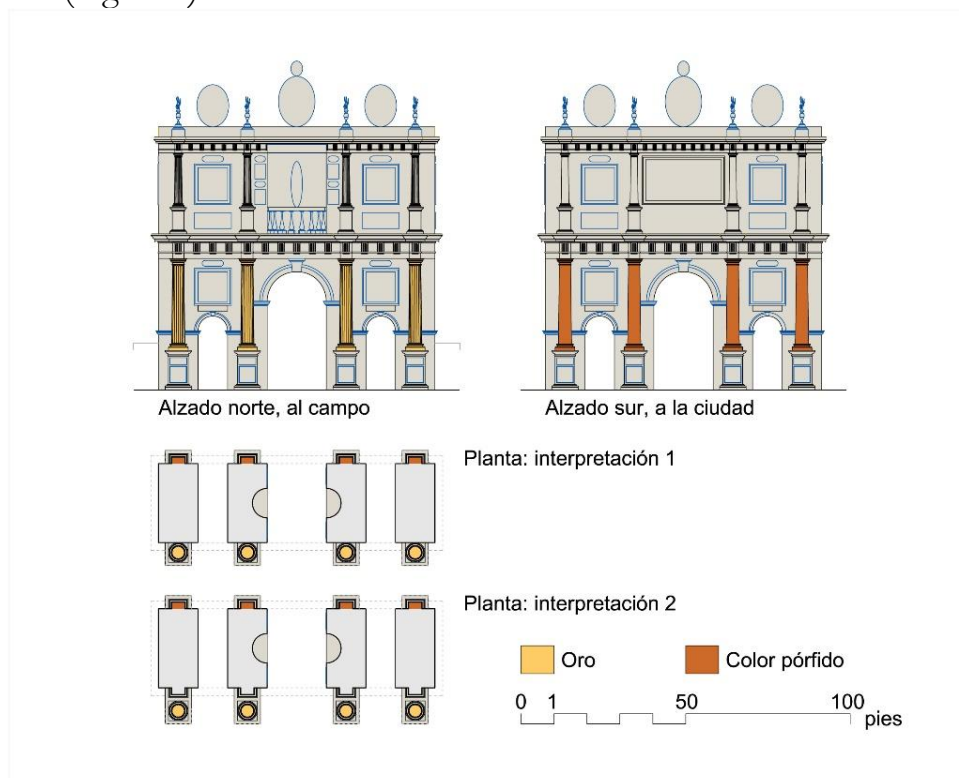 Alzado norte, al campo
Alzado sur, a la ciudad
Planta: interpretación 1
Planta: interpretación 2
Oro
Color pórfido
0 1 50 100
pies